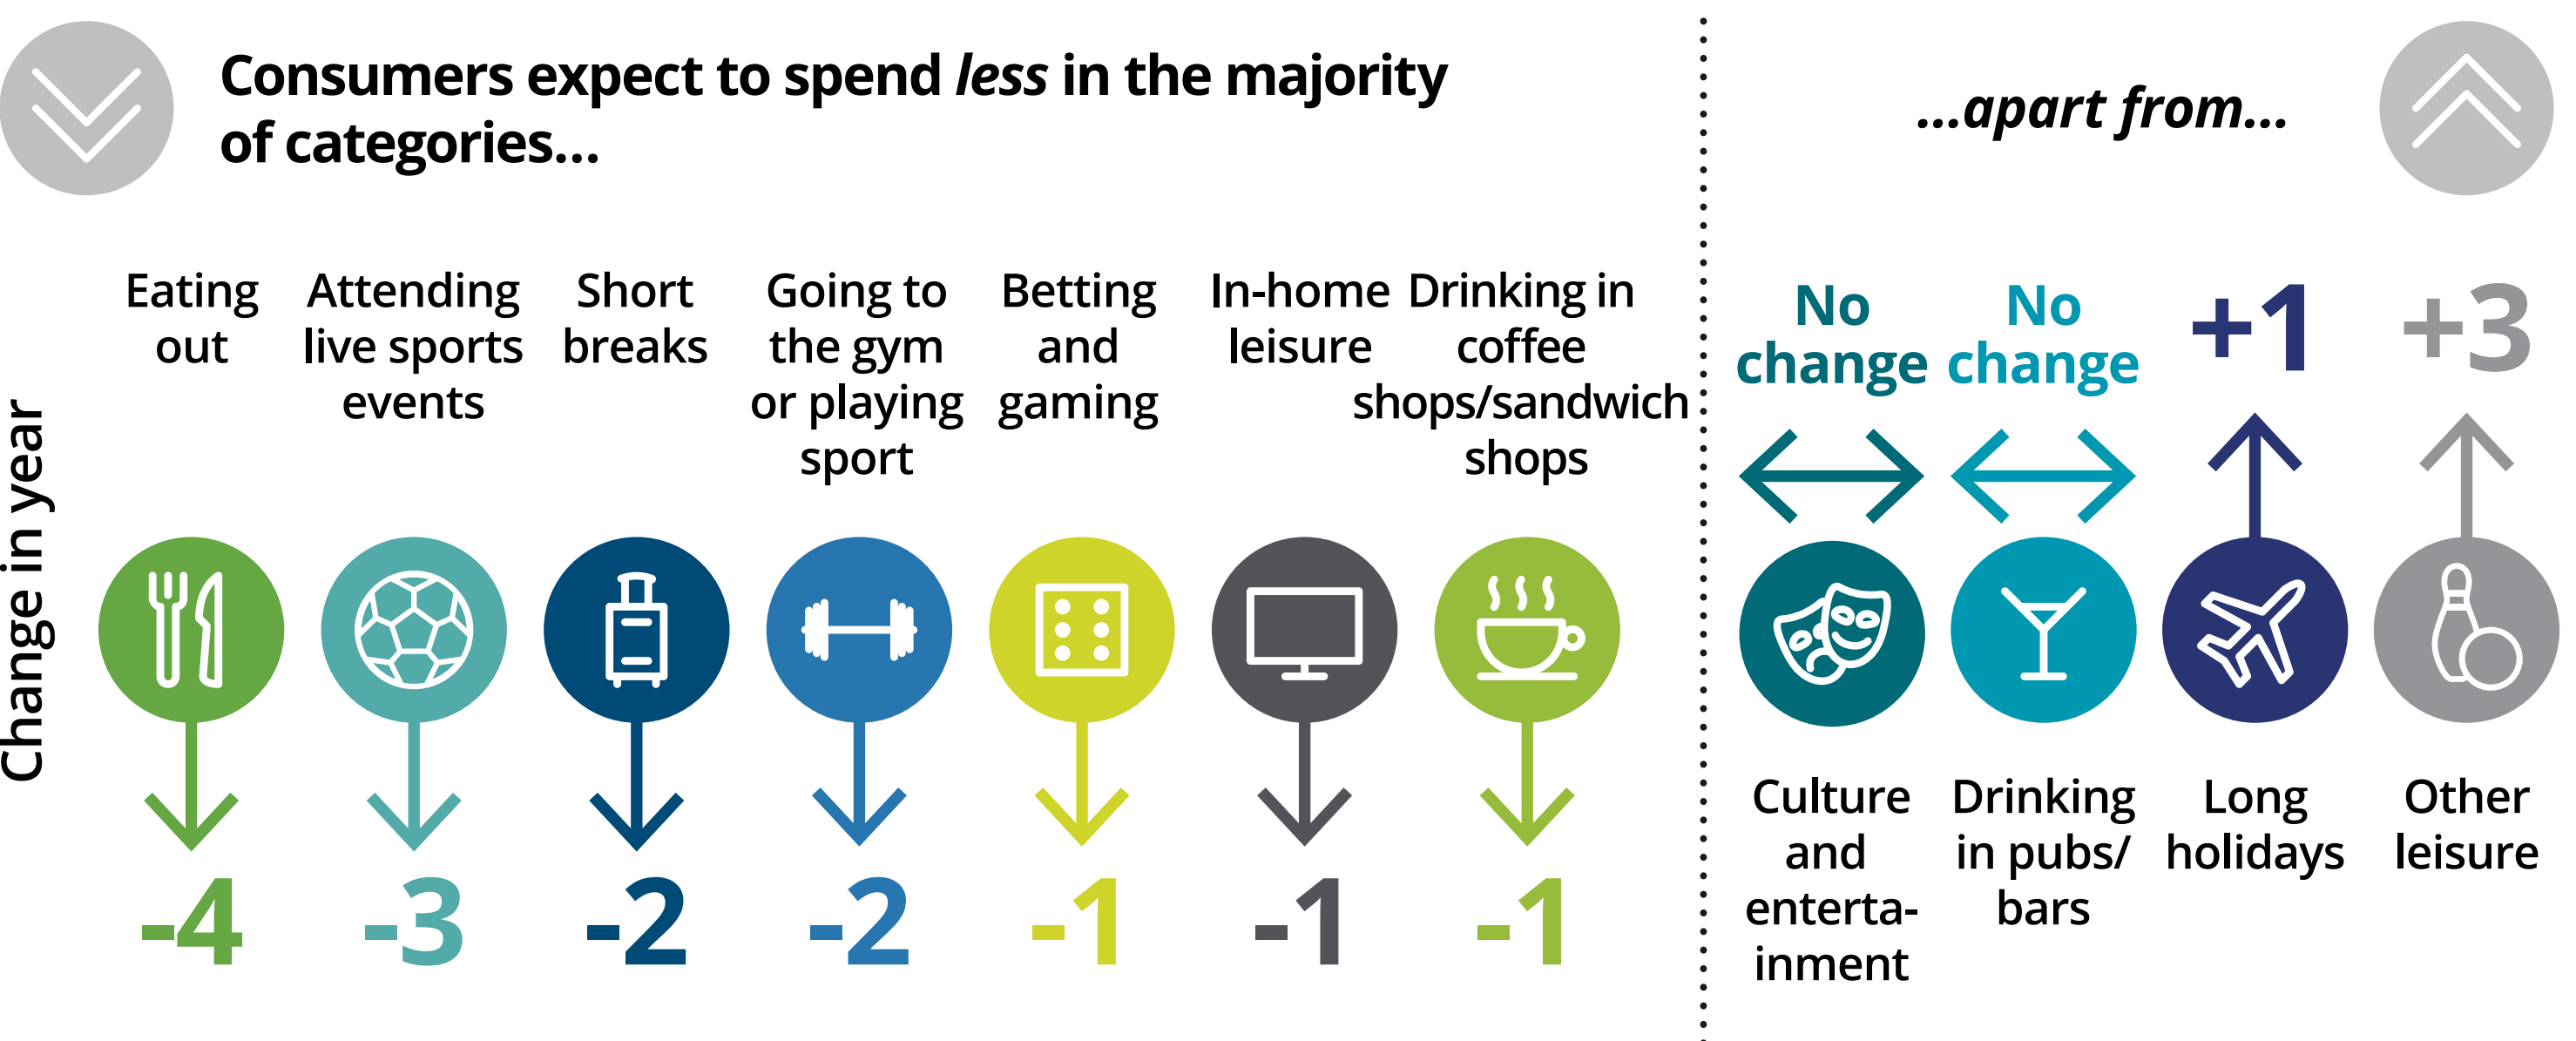 Consumers expect to spend less in the majority
of categories...
...apart from...
Change in year
Eating
out
Attending
live sports
events
Short
breaks
Going to
the gym
or playing
sport
Betting
and
gaming
In-home
leisure
Drinking in
coffee
shops/sandwich
shops
-4
-3
-2
-2
-1
-1
-1
No
change
No
change
+1
+3
Culture
and
enterta-
inment
Drinking
in pubs/
bars
Long
holidays
Other
leisure